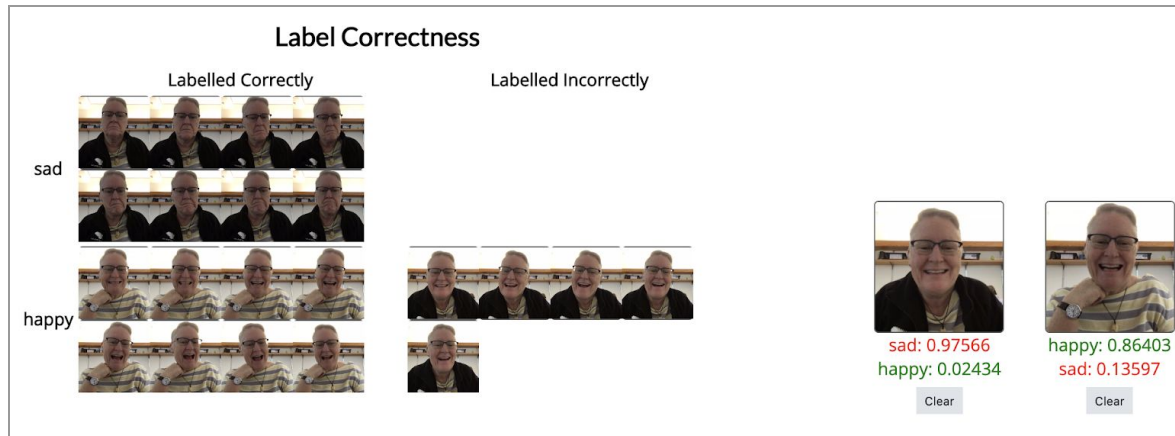 Label Correctness
Labelled Correctly
Labelled Incorrectly
sad
happy
sad: 0.97566
happy: 0.02434
Clear
happy: 0.86403
sad: 0.13597
Clear